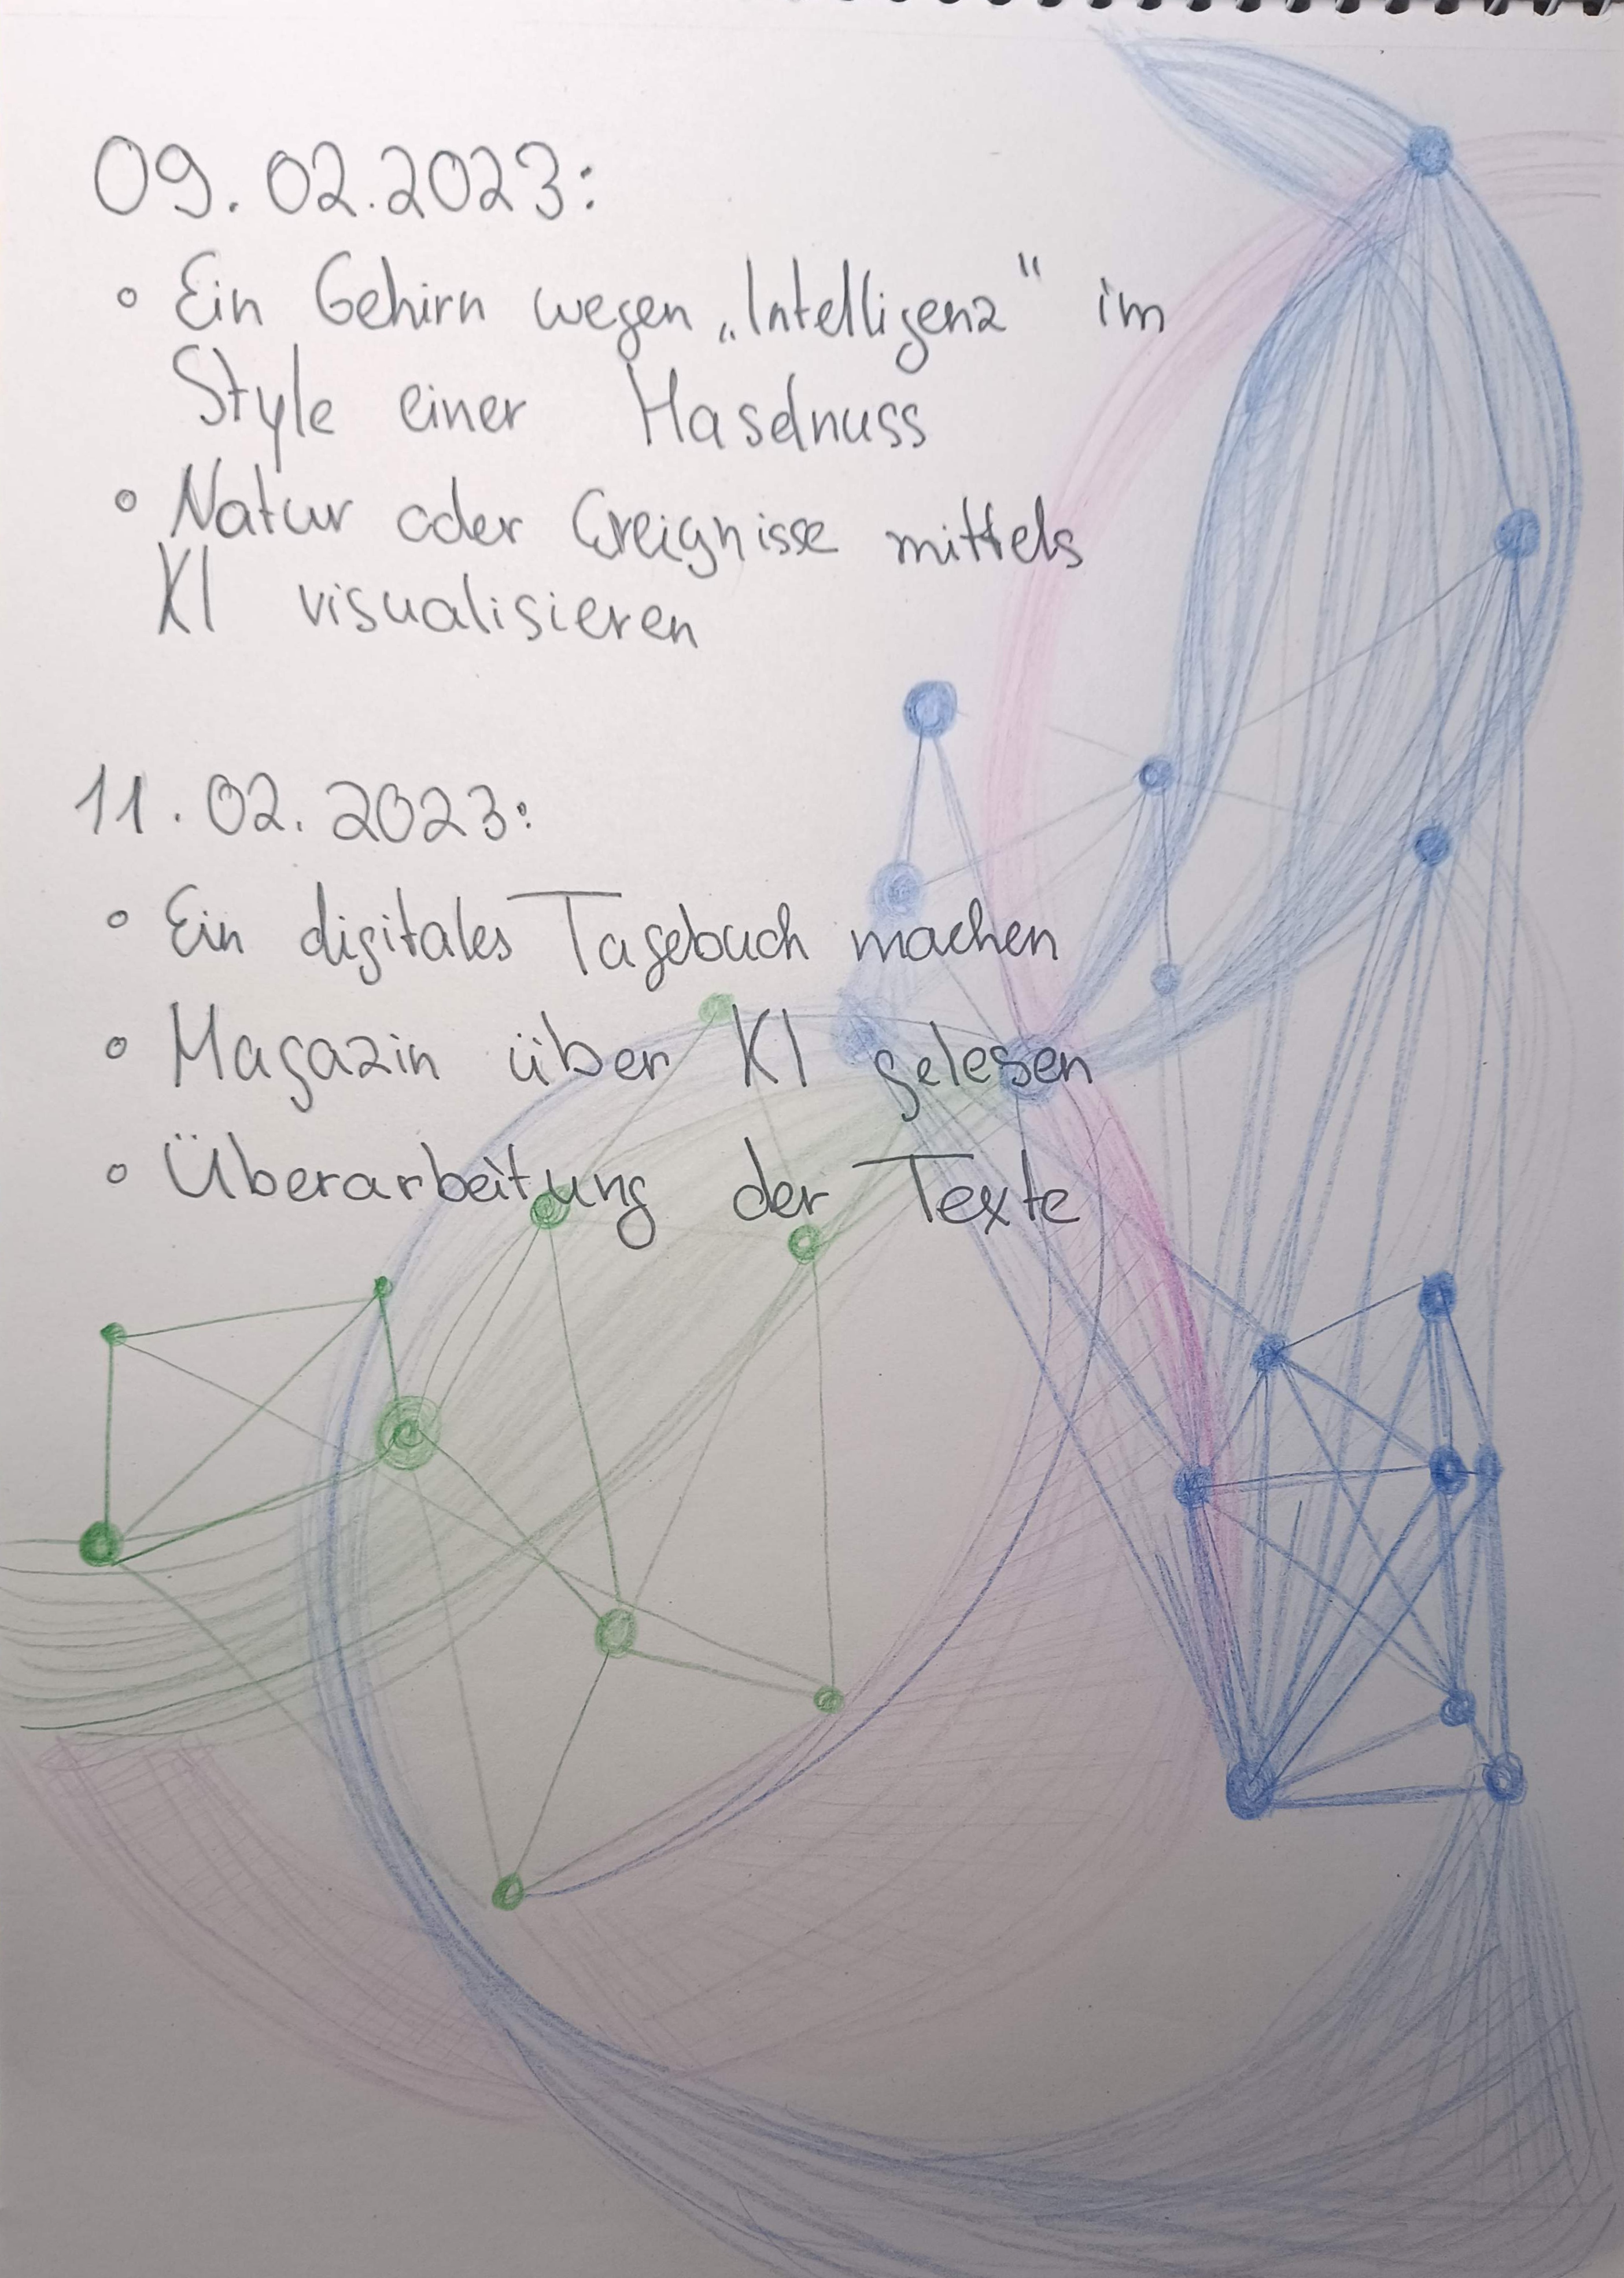 09.02.2023:
• Ein Gehirn wegen „Intelligenz“ im
Style einer Haselnuss
• Natur oder Ereignisse mittels
KI visualisieren
11.02.2023:
• Ein digitales Tagebuch machen
• Magazin über KI gelesen
• Überarbeitung der Texte